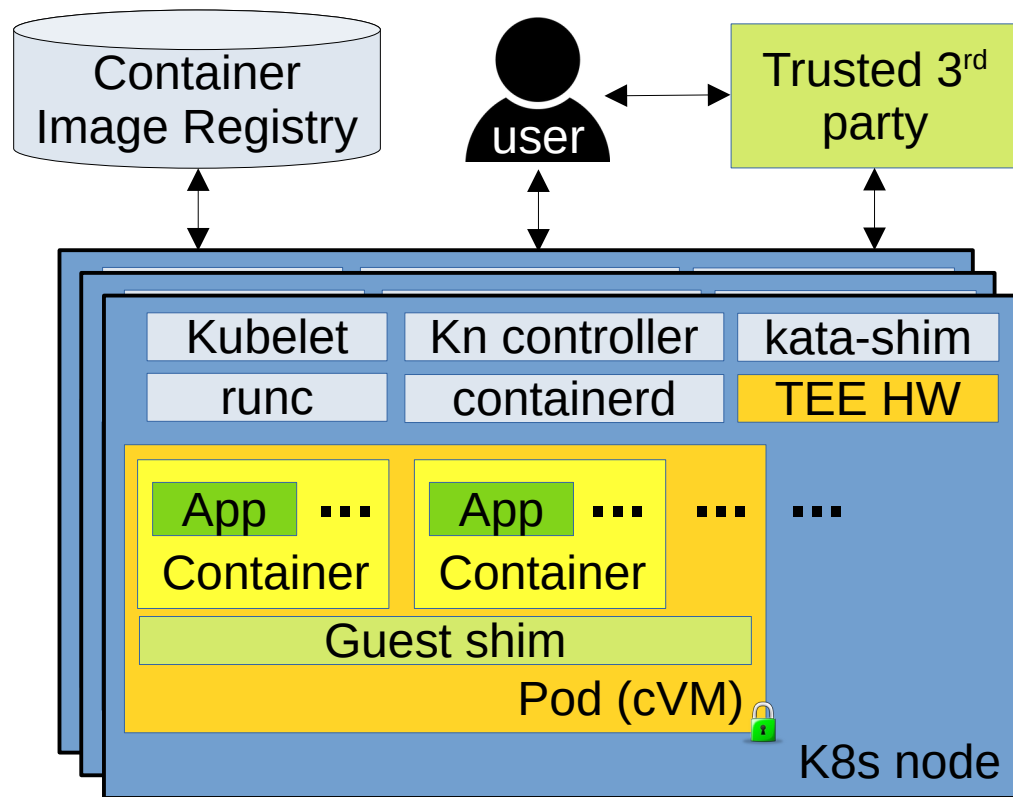 Container
Image Registry
user
Trusted 3rd
party
Kubelet
Kn controller
kata-shim
runc
containerd
TEE HW
App
...
App
...
...
...
Container
Container
Guest shim
Pod (cVM)
K8s node